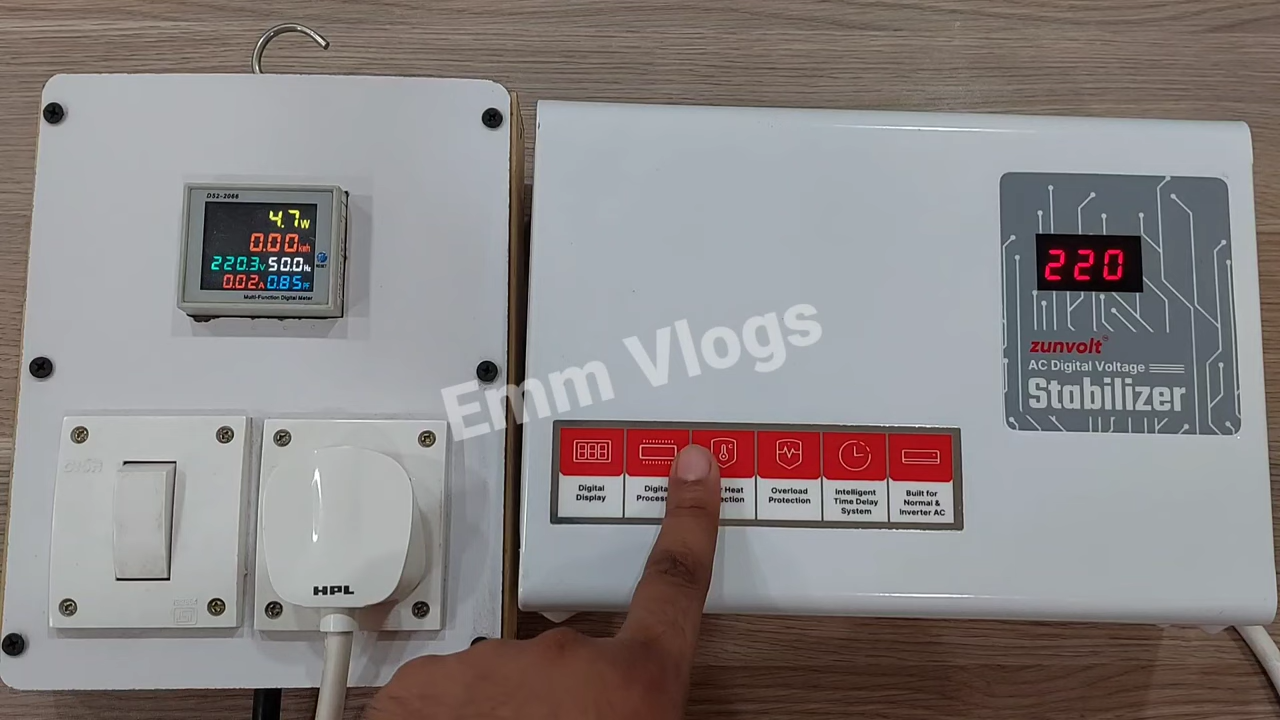 D52-2066
4.7W
0.00kWh
220.3V 50.0Hz
0.02A 0.85PF
RESET
Multi-Function Digital Meter
220
zunvolt
AC Digital Voltage
Stabilizer
Emm Vlogs
Digital
Display
Heat
Overload
Protection
Intelligent
Time Delay
System
Built for
Normal &
Inverter AC
HPL